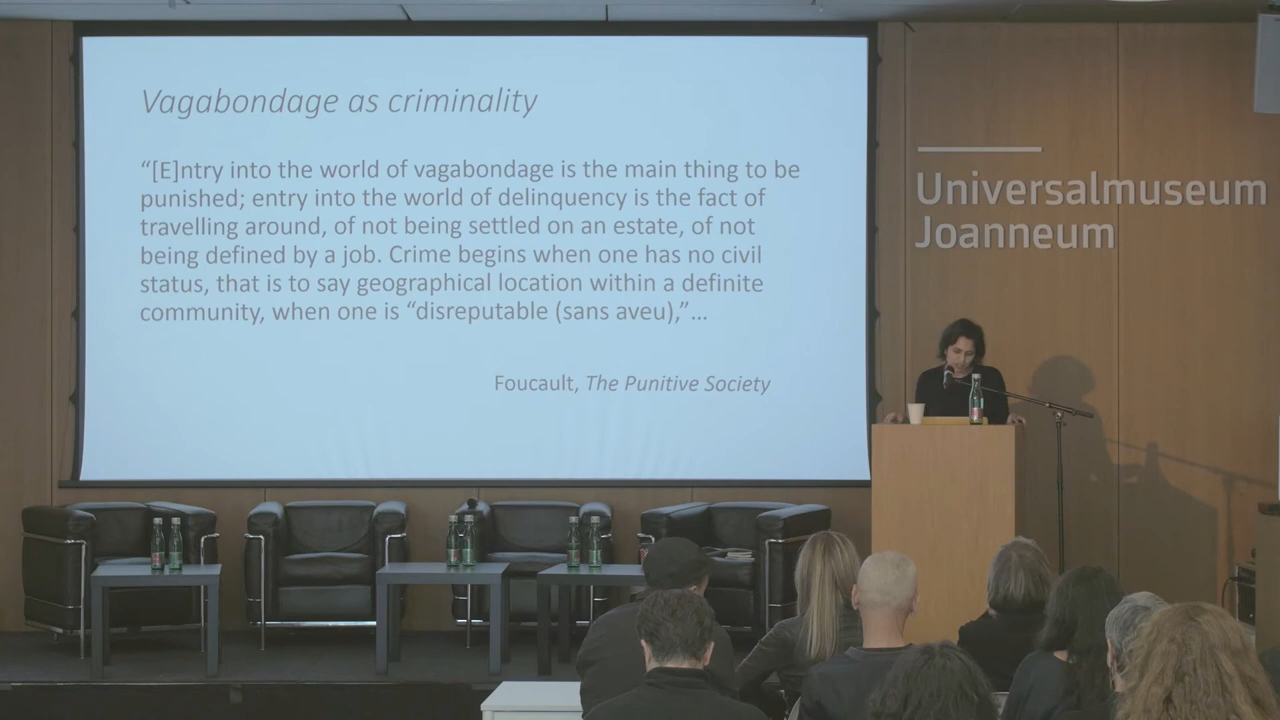 Vagabondage as criminality
“[E]ntry into the world of vagabondage is the main thing to be
punished; entry into the world of delinquency is the fact of
travelling around, of not being settled on an estate, of not
being defined by a job. Crime begins when one has no civil
status, that is to say geographical location within a definite
community, when one is “disreputable (sans aveu),”...
Foucault, The Punitive Society
Universalmuseum
Joanneum